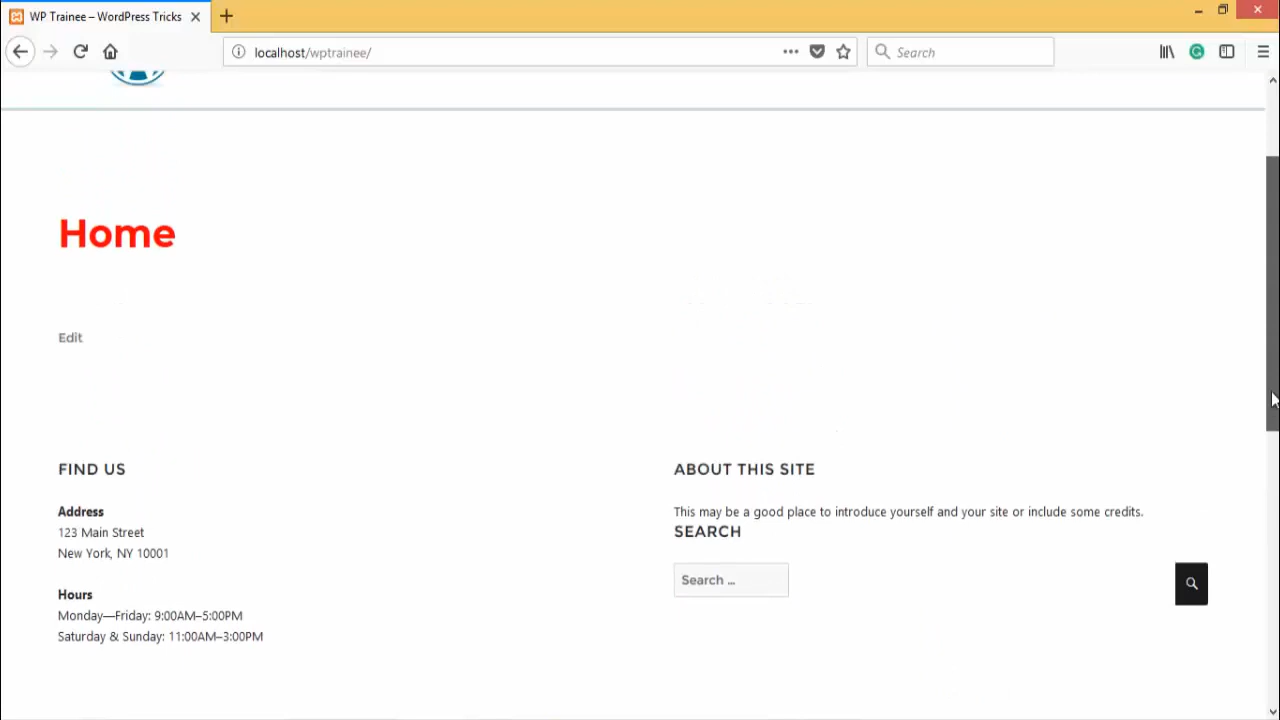 WP Trainee – WordPress Tricks
localhost/wptrainee/
Search
Home
Edit
FIND US
Address
123 Main Street
New York, NY 10001
Hours
Monday—Friday: 9:00AM–5:00PM
Saturday & Sunday: 11:00AM–3:00PM
ABOUT THIS SITE
This may be a good place to introduce yourself and your site or include some credits.
SEARCH
Search ...